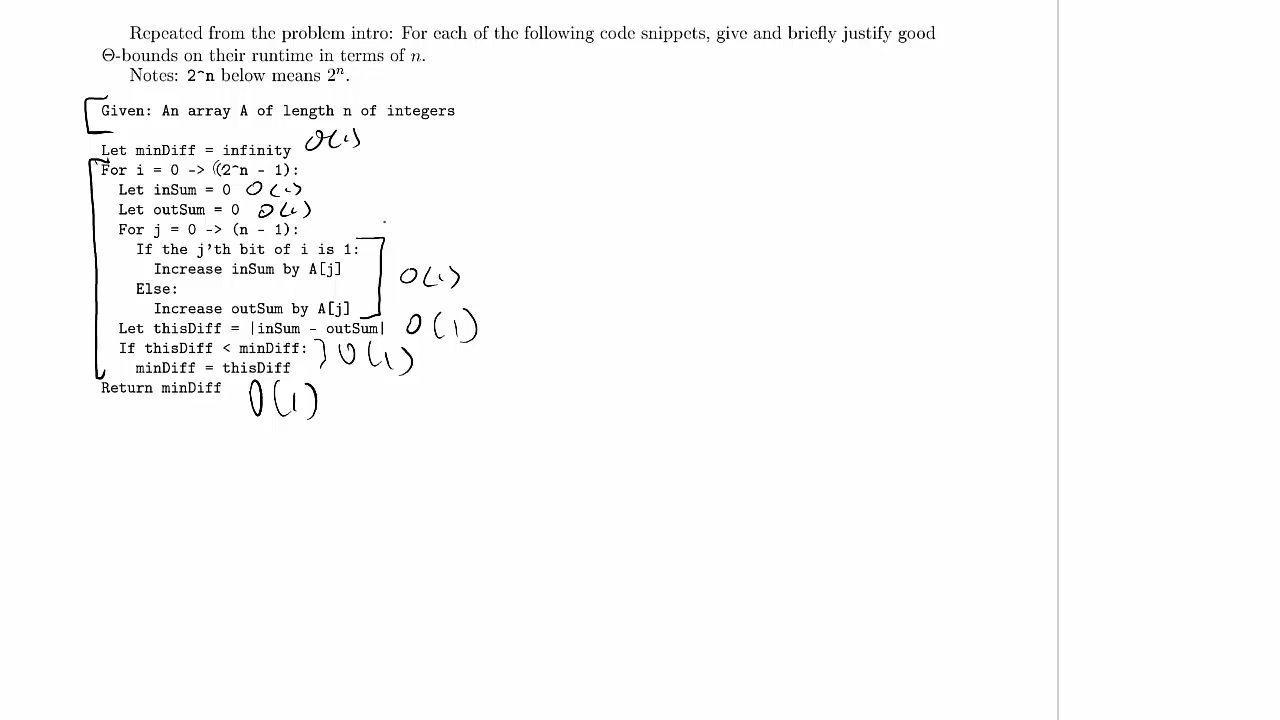 Repeated from the problem intro: For each of the following code snippets, give and briefly justify good
Θ-bounds on their runtime in terms of n.
Notes: 2^n below means 2ⁿ.
Given: An array A of length n of integers
Let minDiff = infinity O(1)
For i = 0 -> (2^n - 1):
Let inSum = 0 O(1)
Let outSum = 0 O(1)
For j = 0 -> (n - 1):
If the j'th bit of i is 1:
Increase inSum by A[j] O(1)
Else:
Increase outSum by A[j]
Let thisDiff = |inSum - outSum| O(1)
If thisDiff < minDiff: } O(1)
minDiff = thisDiff
Return minDiff O(1)